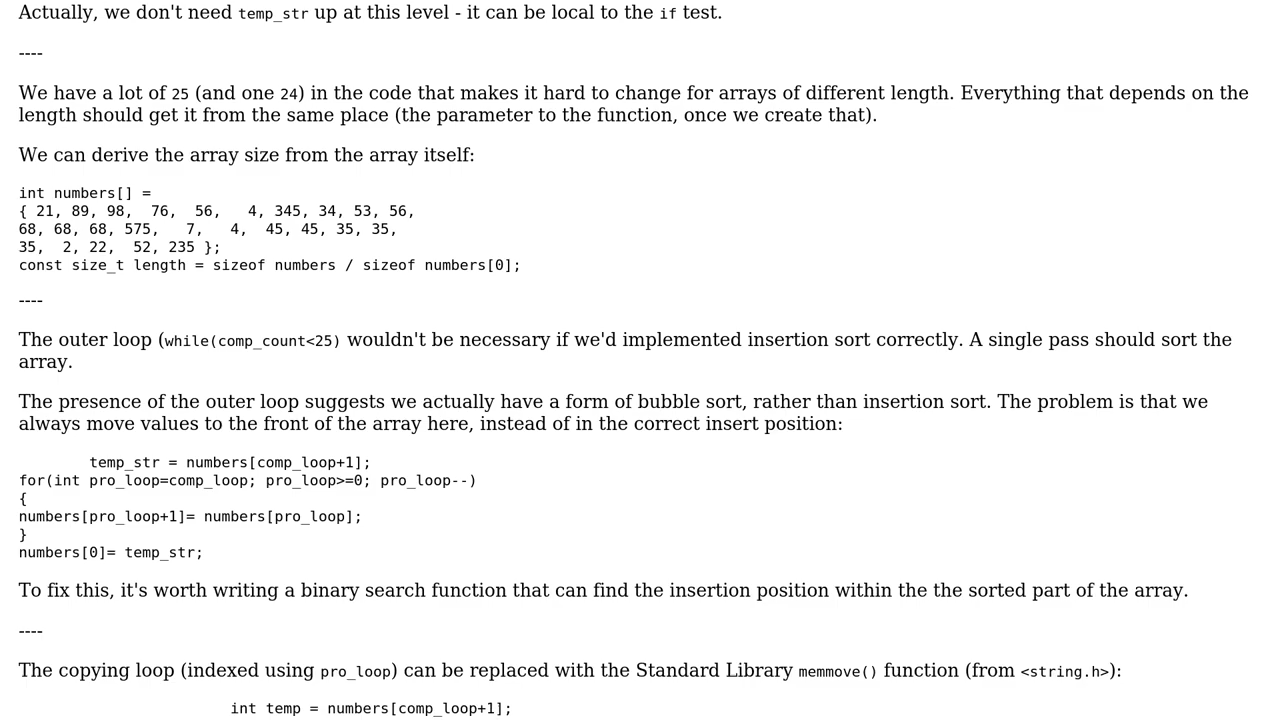 Actually, we don't need temp_str up at this level - it can be local to the if test.
----
We have a lot of 25 (and one 24) in the code that makes it hard to change for arrays of different length. Everything that depends on the
length should get it from the same place (the parameter to the function, once we create that).
We can derive the array size from the array itself:
int numbers[] =
{ 21, 89, 98,  76,  56,   4, 345, 34, 53, 56,
68, 68, 68, 575,   7,   4,  45, 45, 35, 35,
35,  2, 22,  52, 235 };
const size_t length = sizeof numbers / sizeof numbers[0];
----
The outer loop (while(comp_count<25) wouldn't be necessary if we'd implemented insertion sort correctly. A single pass should sort the
array.
The presence of the outer loop suggests we actually have a form of bubble sort, rather than insertion sort. The problem is that we
always move values to the front of the array here, instead of in the correct insert position:
        temp_str = numbers[comp_loop+1];
for(int pro_loop=comp_loop; pro_loop>=0; pro_loop--)
{
numbers[pro_loop+1]= numbers[pro_loop];
}
numbers[0]= temp_str;
To fix this, it's worth writing a binary search function that can find the insertion position within the the sorted part of the array.
----
The copying loop (indexed using pro_loop) can be replaced with the Standard Library memmove() function (from <string.h>):
                        int temp = numbers[comp_loop+1];